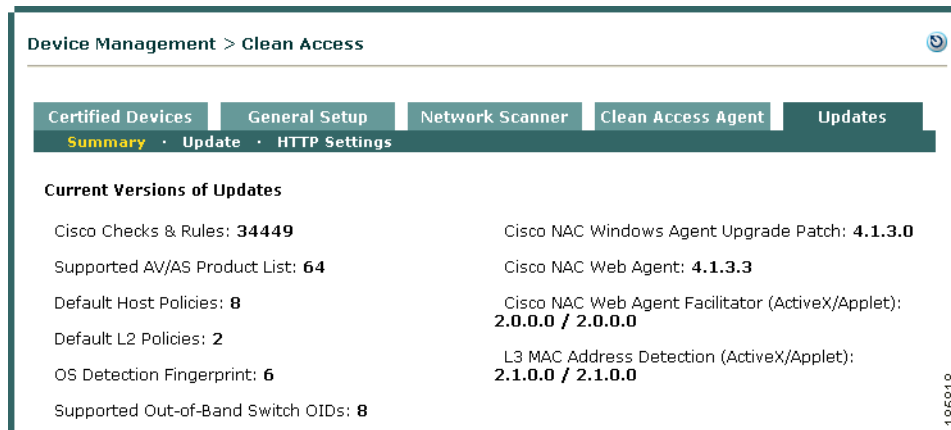 Device Management > Clean Access
Certified Devices
General Setup
Network Scanner
Clean Access Agent
Updates
Summary · Update · HTTP Settings
Current Versions of Updates
Cisco Checks & Rules: 34449
Supported AV/AS Product List: 64
Default Host Policies: 8
Default L2 Policies: 2
OS Detection Fingerprint: 6
Supported Out-of-Band Switch OIDs: 8
Cisco NAC Windows Agent Upgrade Patch: 4.1.3.0
Cisco NAC Web Agent: 4.1.3.3
Cisco NAC Web Agent Facilitator (ActiveX/Applet):
2.0.0.0 / 2.0.0.0
L3 MAC Address Detection (ActiveX/Applet):
2.1.0.0 / 2.1.0.0